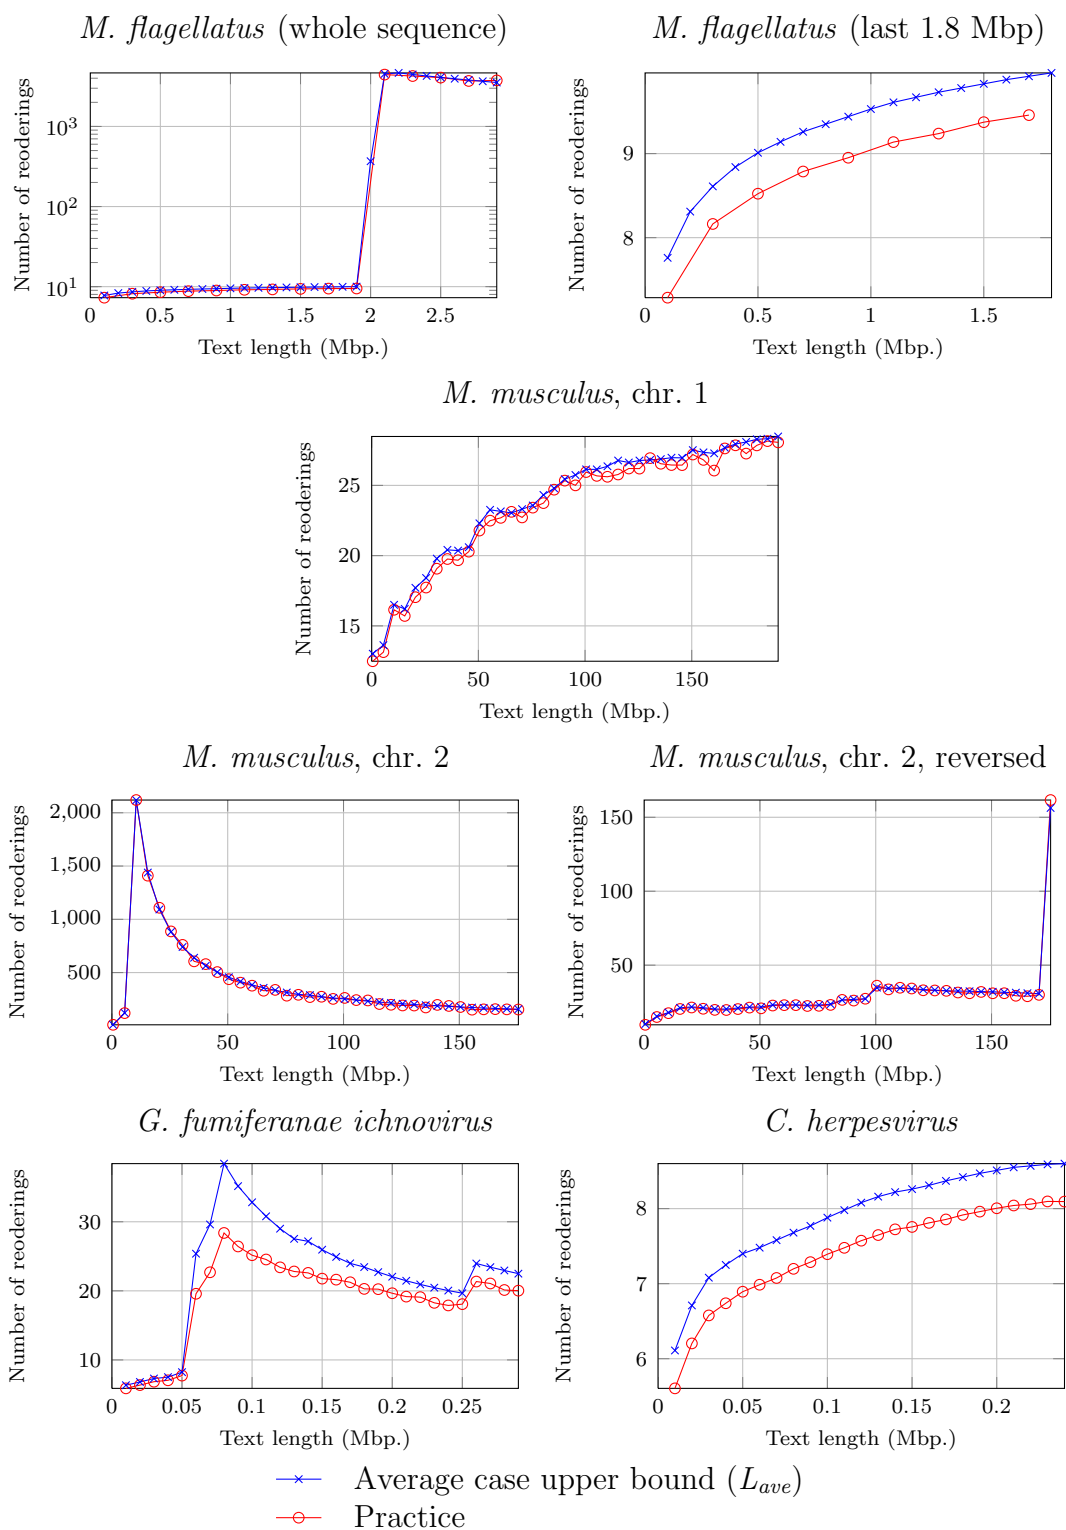 M. flagellatus (whole sequence)
Number of reoderings
10^3
10^2
10^1
0 0.5 1 1.5 2 2.5
Text length (Mbp.)
M. flagellatus (last 1.8 Mbp)
Number of reoderings
9
8
0 0.5 1 1.5
Text length (Mbp.)
M. musculus, chr. 1
Number of reoderings
25
20
15
0 50 100 150
Text length (Mbp.)
M. musculus, chr. 2
Number of reoderings
2,000
1,500
1,000
500
0 50 100 150
Text length (Mbp.)
M. musculus, chr. 2, reversed
Number of reoderings
150
100
50
0 50 100 150
Text length (Mbp.)
G. fumiferanae ichnovirus
Number of reoderings
30
20
10
0 0.05 0.1 0.15 0.2 0.25
Text length (Mbp.)
C. herpesvirus
Number of reoderings
8
7
6
0 0.05 0.1 0.15 0.2
Text length (Mbp.)
Average case upper bound (L_ave)
Practice